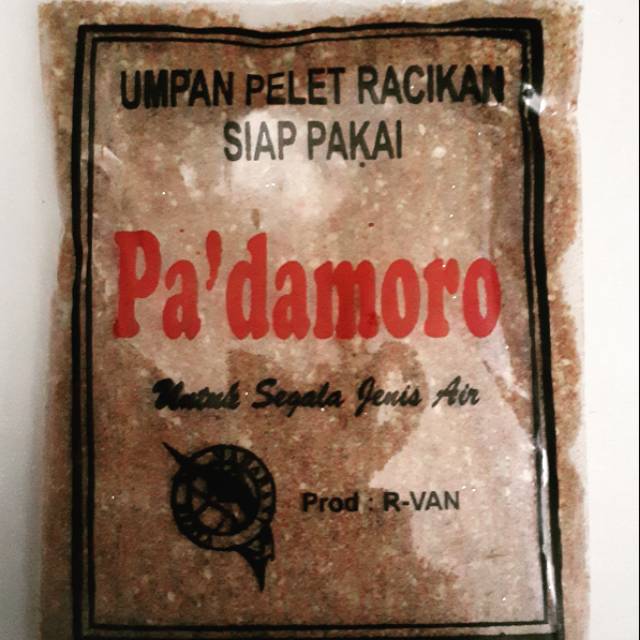 UMPAN PELET RACIKAN
SIAP PAKAI
Pa'damoro
Untuk Segala Jenis Air
Prod : R-VAN